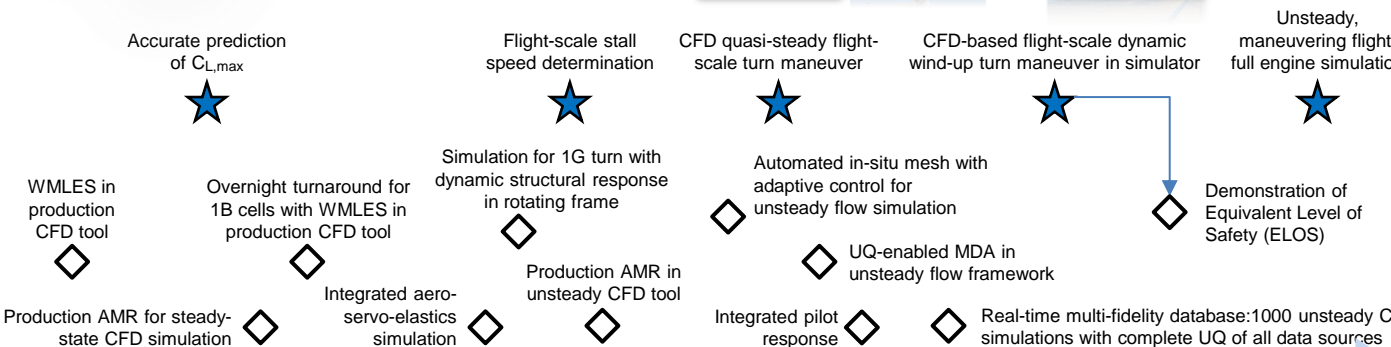 Accurate prediction
of CL,max
Flight-scale stall
speed determination
CFD quasi-steady flight-
scale turn maneuver
CFD-based flight-scale dynamic
wind-up turn maneuver in simulator
Unsteady,
maneuvering flight
full engine simulatio
WMLES in
production
CFD tool
Overnight turnaround for
1B cells with WMLES in
production CFD tool
Simulation for 1G turn with
dynamic structural response
in rotating frame
Automated in-situ mesh with
adaptive control for
unsteady flow simulation
Demonstration of
Equivalent Level of
Safety (ELOS)
UQ-enabled MDA in
unsteady flow framework
Production AMR in
unsteady CFD tool
Production AMR for steady-
state CFD simulation
Integrated aero-
servo-elastics
simulation
Integrated pilot
response
Real-time multi-fidelity database:1000 unsteady C
simulations with complete UQ of all data sources